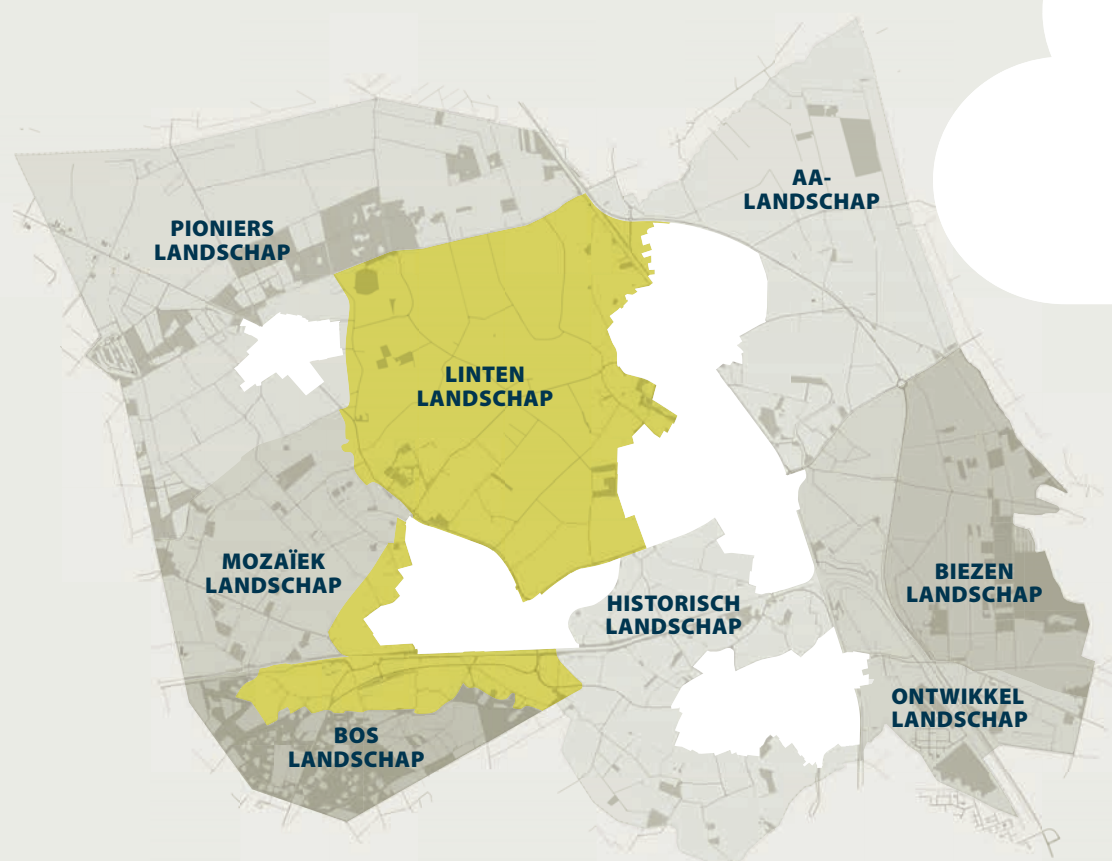 AA-
LANDSCHAP
PIONIERS
LANDSCHAP
LINTEN
LANDSCHAP
MOZAÏEK
LANDSCHAP
BIEZEN
LANDSCHAP
HISTORISCH
LANDSCHAP
ONTWIKKEL
LANDSCHAP
BOS
LANDSCHAP